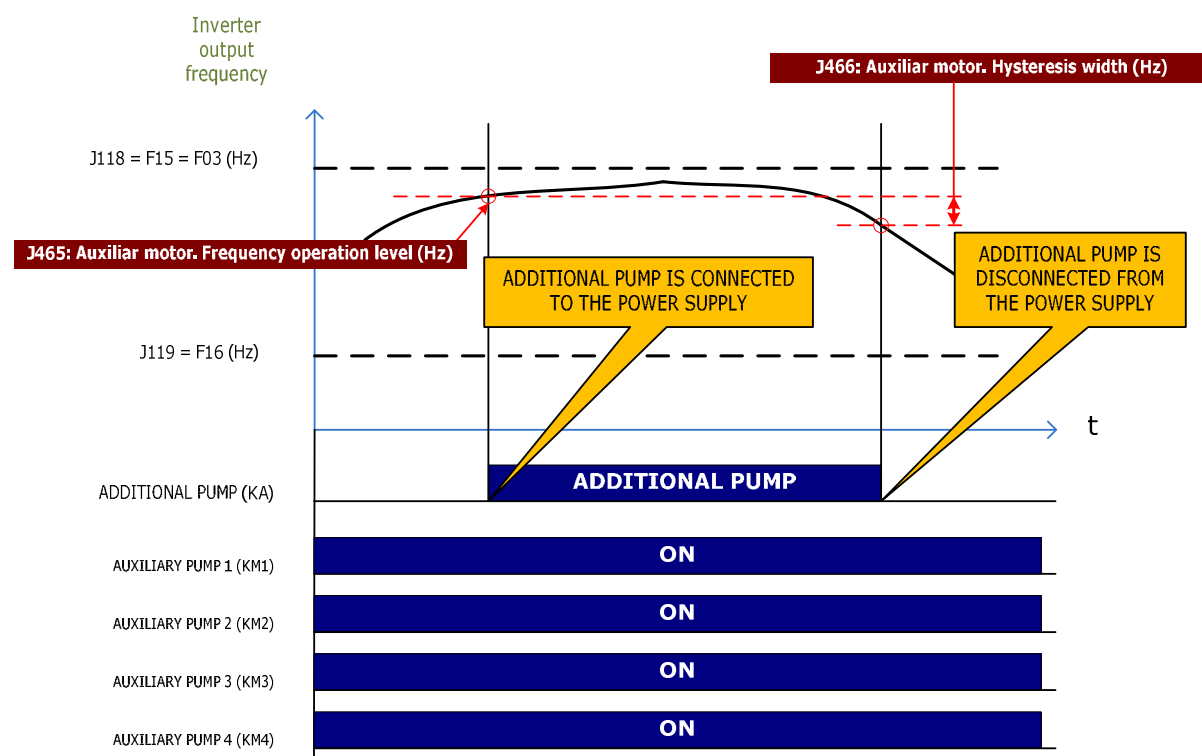 Inverter
output
frequency
J466: Auxiliar motor. Hysteresis width (Hz)
J118 = F15 = F03 (Hz)
J465: Auxiliar motor. Frequency operation level (Hz)
ADDITIONAL PUMP IS CONNECTED
TO THE POWER SUPPLY
ADDITIONAL PUMP IS
DISCONNECTED FROM
THE POWER SUPPLY
J119 = F16 (Hz)
t
ADDITIONAL PUMP (KA)
ADDITIONAL PUMP
AUXILIARY PUMP 1 (KM1)
ON
AUXILIARY PUMP 2 (KM2)
ON
AUXILIARY PUMP 3 (KM3)
ON
AUXILIARY PUMP 4 (KM4)
ON